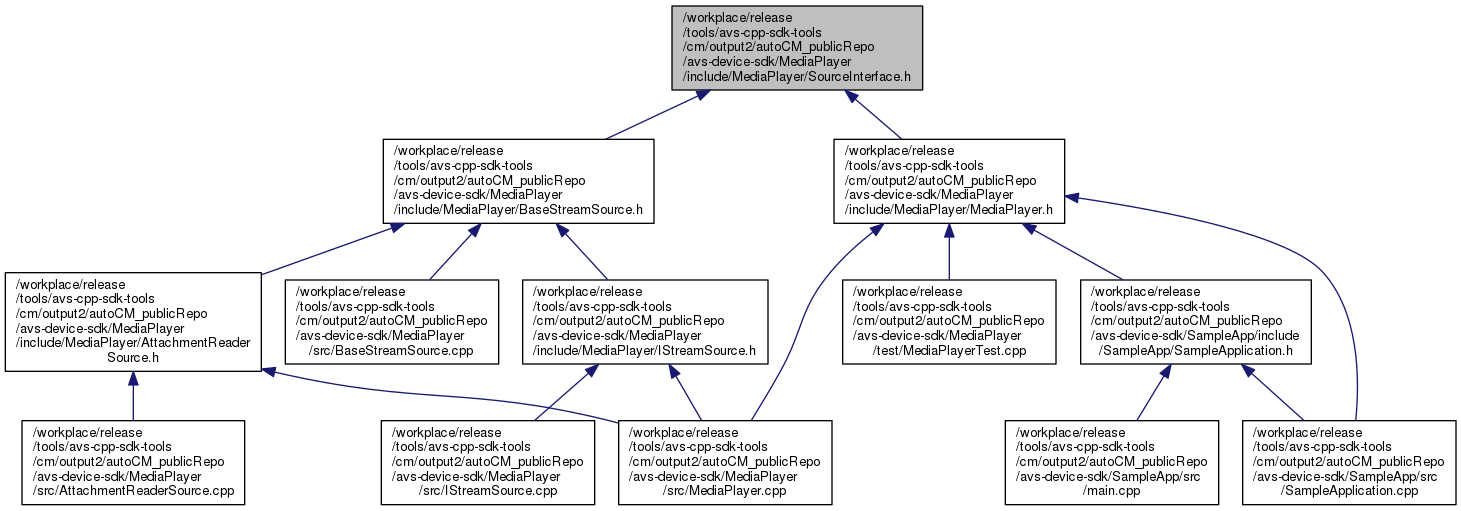 /workplace/release
/tools/avs-cpp-sdk-tools
/cm/output2/autoCM_publicRepo
/avs-device-sdk/MediaPlayer
/include/MediaPlayer/SourceInterface.h
/workplace/release
/tools/avs-cpp-sdk-tools
/cm/output2/autoCM_publicRepo
/avs-device-sdk/MediaPlayer
/include/MediaPlayer/BaseStreamSource.h
/workplace/release
/tools/avs-cpp-sdk-tools
/cm/output2/autoCM_publicRepo
/avs-device-sdk/MediaPlayer
/include/MediaPlayer/MediaPlayer.h
/workplace/release
/tools/avs-cpp-sdk-tools
/cm/output2/autoCM_publicRepo
/avs-device-sdk/MediaPlayer
/include/MediaPlayer/AttachmentReader
Source.h
/workplace/release
/tools/avs-cpp-sdk-tools
/cm/output2/autoCM_publicRepo
/avs-device-sdk/MediaPlayer
/src/BaseStreamSource.cpp
/workplace/release
/tools/avs-cpp-sdk-tools
/cm/output2/autoCM_publicRepo
/avs-device-sdk/MediaPlayer
/include/MediaPlayer/IStreamSource.h
/workplace/release
/tools/avs-cpp-sdk-tools
/cm/output2/autoCM_publicRepo
/avs-device-sdk/MediaPlayer
/test/MediaPlayerTest.cpp
/workplace/release
/tools/avs-cpp-sdk-tools
/cm/output2/autoCM_publicRepo
/avs-device-sdk/SampleApp/include
/SampleApp/SampleApplication.h
/workplace/release
/tools/avs-cpp-sdk-tools
/cm/output2/autoCM_publicRepo
/avs-device-sdk/MediaPlayer
/src/AttachmentReaderSource.cpp
/workplace/release
/tools/avs-cpp-sdk-tools
/cm/output2/autoCM_publicRepo
/avs-device-sdk/MediaPlayer
/src/IStreamSource.cpp
/workplace/release
/tools/avs-cpp-sdk-tools
/cm/output2/autoCM_publicRepo
/avs-device-sdk/MediaPlayer
/src/MediaPlayer.cpp
/workplace/release
/tools/avs-cpp-sdk-tools
/cm/output2/autoCM_publicRepo
/avs-device-sdk/SampleApp/src
/main.cpp
/workplace/release
/tools/avs-cpp-sdk-tools
/cm/output2/autoCM_publicRepo
/avs-device-sdk/SampleApp/src
/SampleApplication.cpp